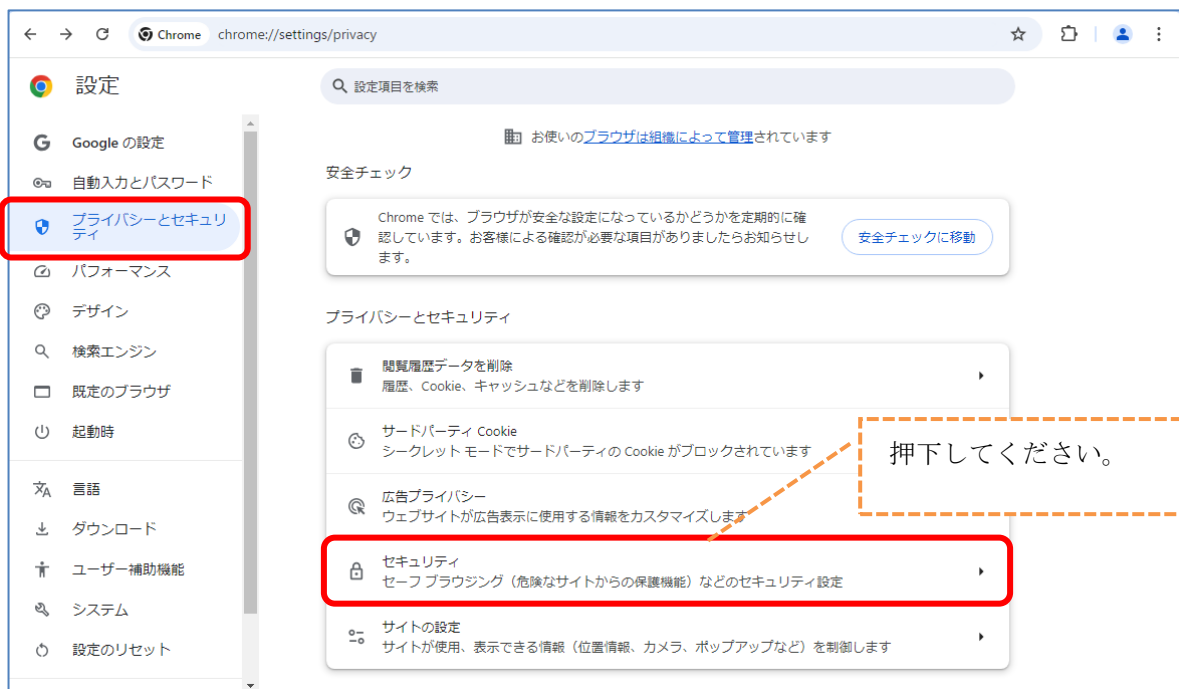 Chrome chrome://settings/privacy
設定
設定項目を検索
Google の設定
自動入力とパスワード
プライバシーとセキュリ
ティ
パフォーマンス
デザイン
検索エンジン
既定のブラウザ
起動時
言語
ダウンロード
ユーザー補助機能
システム
設定のリセット
お使いのブラウザは組織によって管理されています
安全チェック
Chrome では、ブラウザが安全な設定になっているかどうかを定期的に確
認しています。お客様による確認が必要な項目がありましたらお知らせし
ます。
安全チェックに移動
プライバシーとセキュリティ
閲覧履歴データを削除
履歴、Cookie、キャッシュなどを削除します
サードパーティ Cookie
シークレット モードでサードパーティの Cookie がブロックされています
広告プライバシー
ウェブサイトが広告表示に使用する情報をカスタマイズします
押下してください。
セキュリティ
セーフ ブラウジング（危険なサイトからの保護機能）などのセキュリティ設定
サイトの設定
サイトが使用、表示できる情報（位置情報、カメラ、ポップアップなど）を制御します